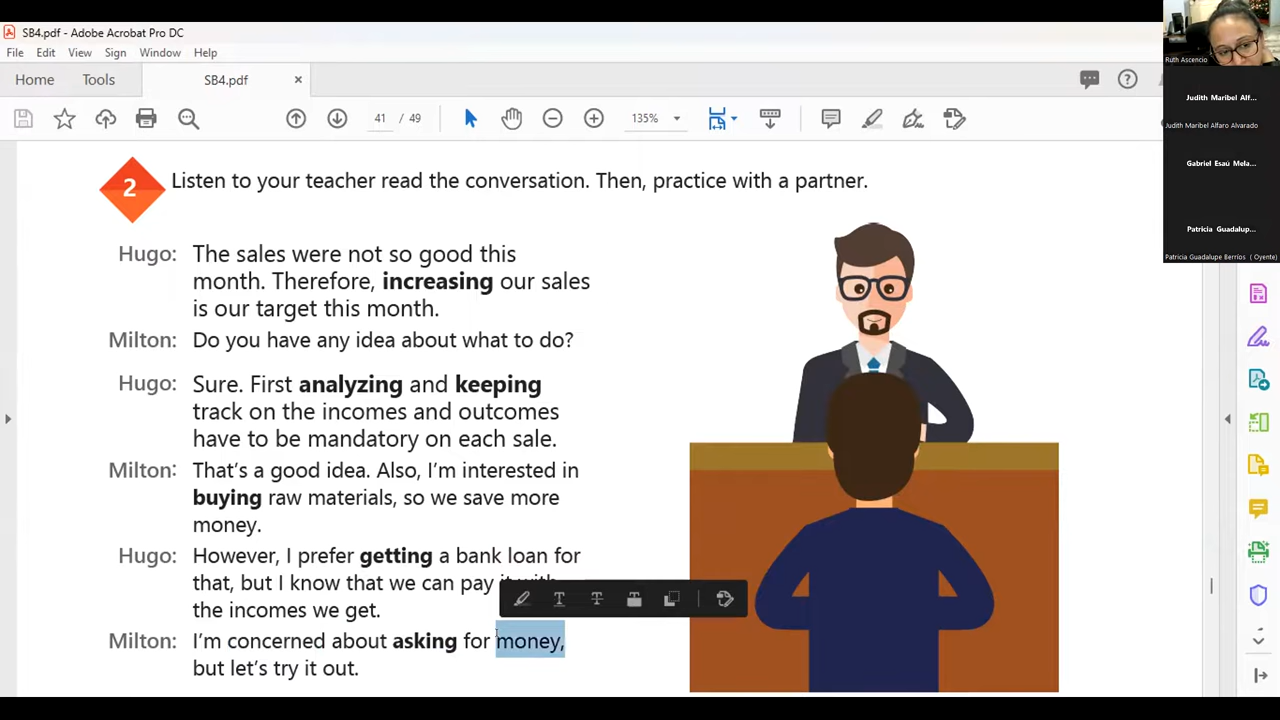 SB4.pdf - Adobe Acrobat Pro DC
File Edit View Sign Window Help
Home Tools SB4.pdf ×
41 / 49 135%
2 Listen to your teacher read the conversation. Then, practice with a partner.
Hugo: The sales were not so good this
month. Therefore, increasing our sales
is our target this month.
Milton: Do you have any idea about what to do?
Hugo: Sure. First analyzing and keeping
track on the incomes and outcomes
have to be mandatory on each sale.
Milton: That's a good idea. Also, I'm interested in
buying raw materials, so we save more
money.
Hugo: However, I prefer getting a bank loan for
that, but I know that we can pay it with
the incomes we get.
Milton: I'm concerned about asking for money,
but let's try it out.
Ruth Ascencio
Judith Maribel Alf...
Judith Maribel Alfaro Alvarado
Gabriel Esaú Mela...
Patricia Guadalup...
Patricia Guadalupe Berríos ( Oyente)